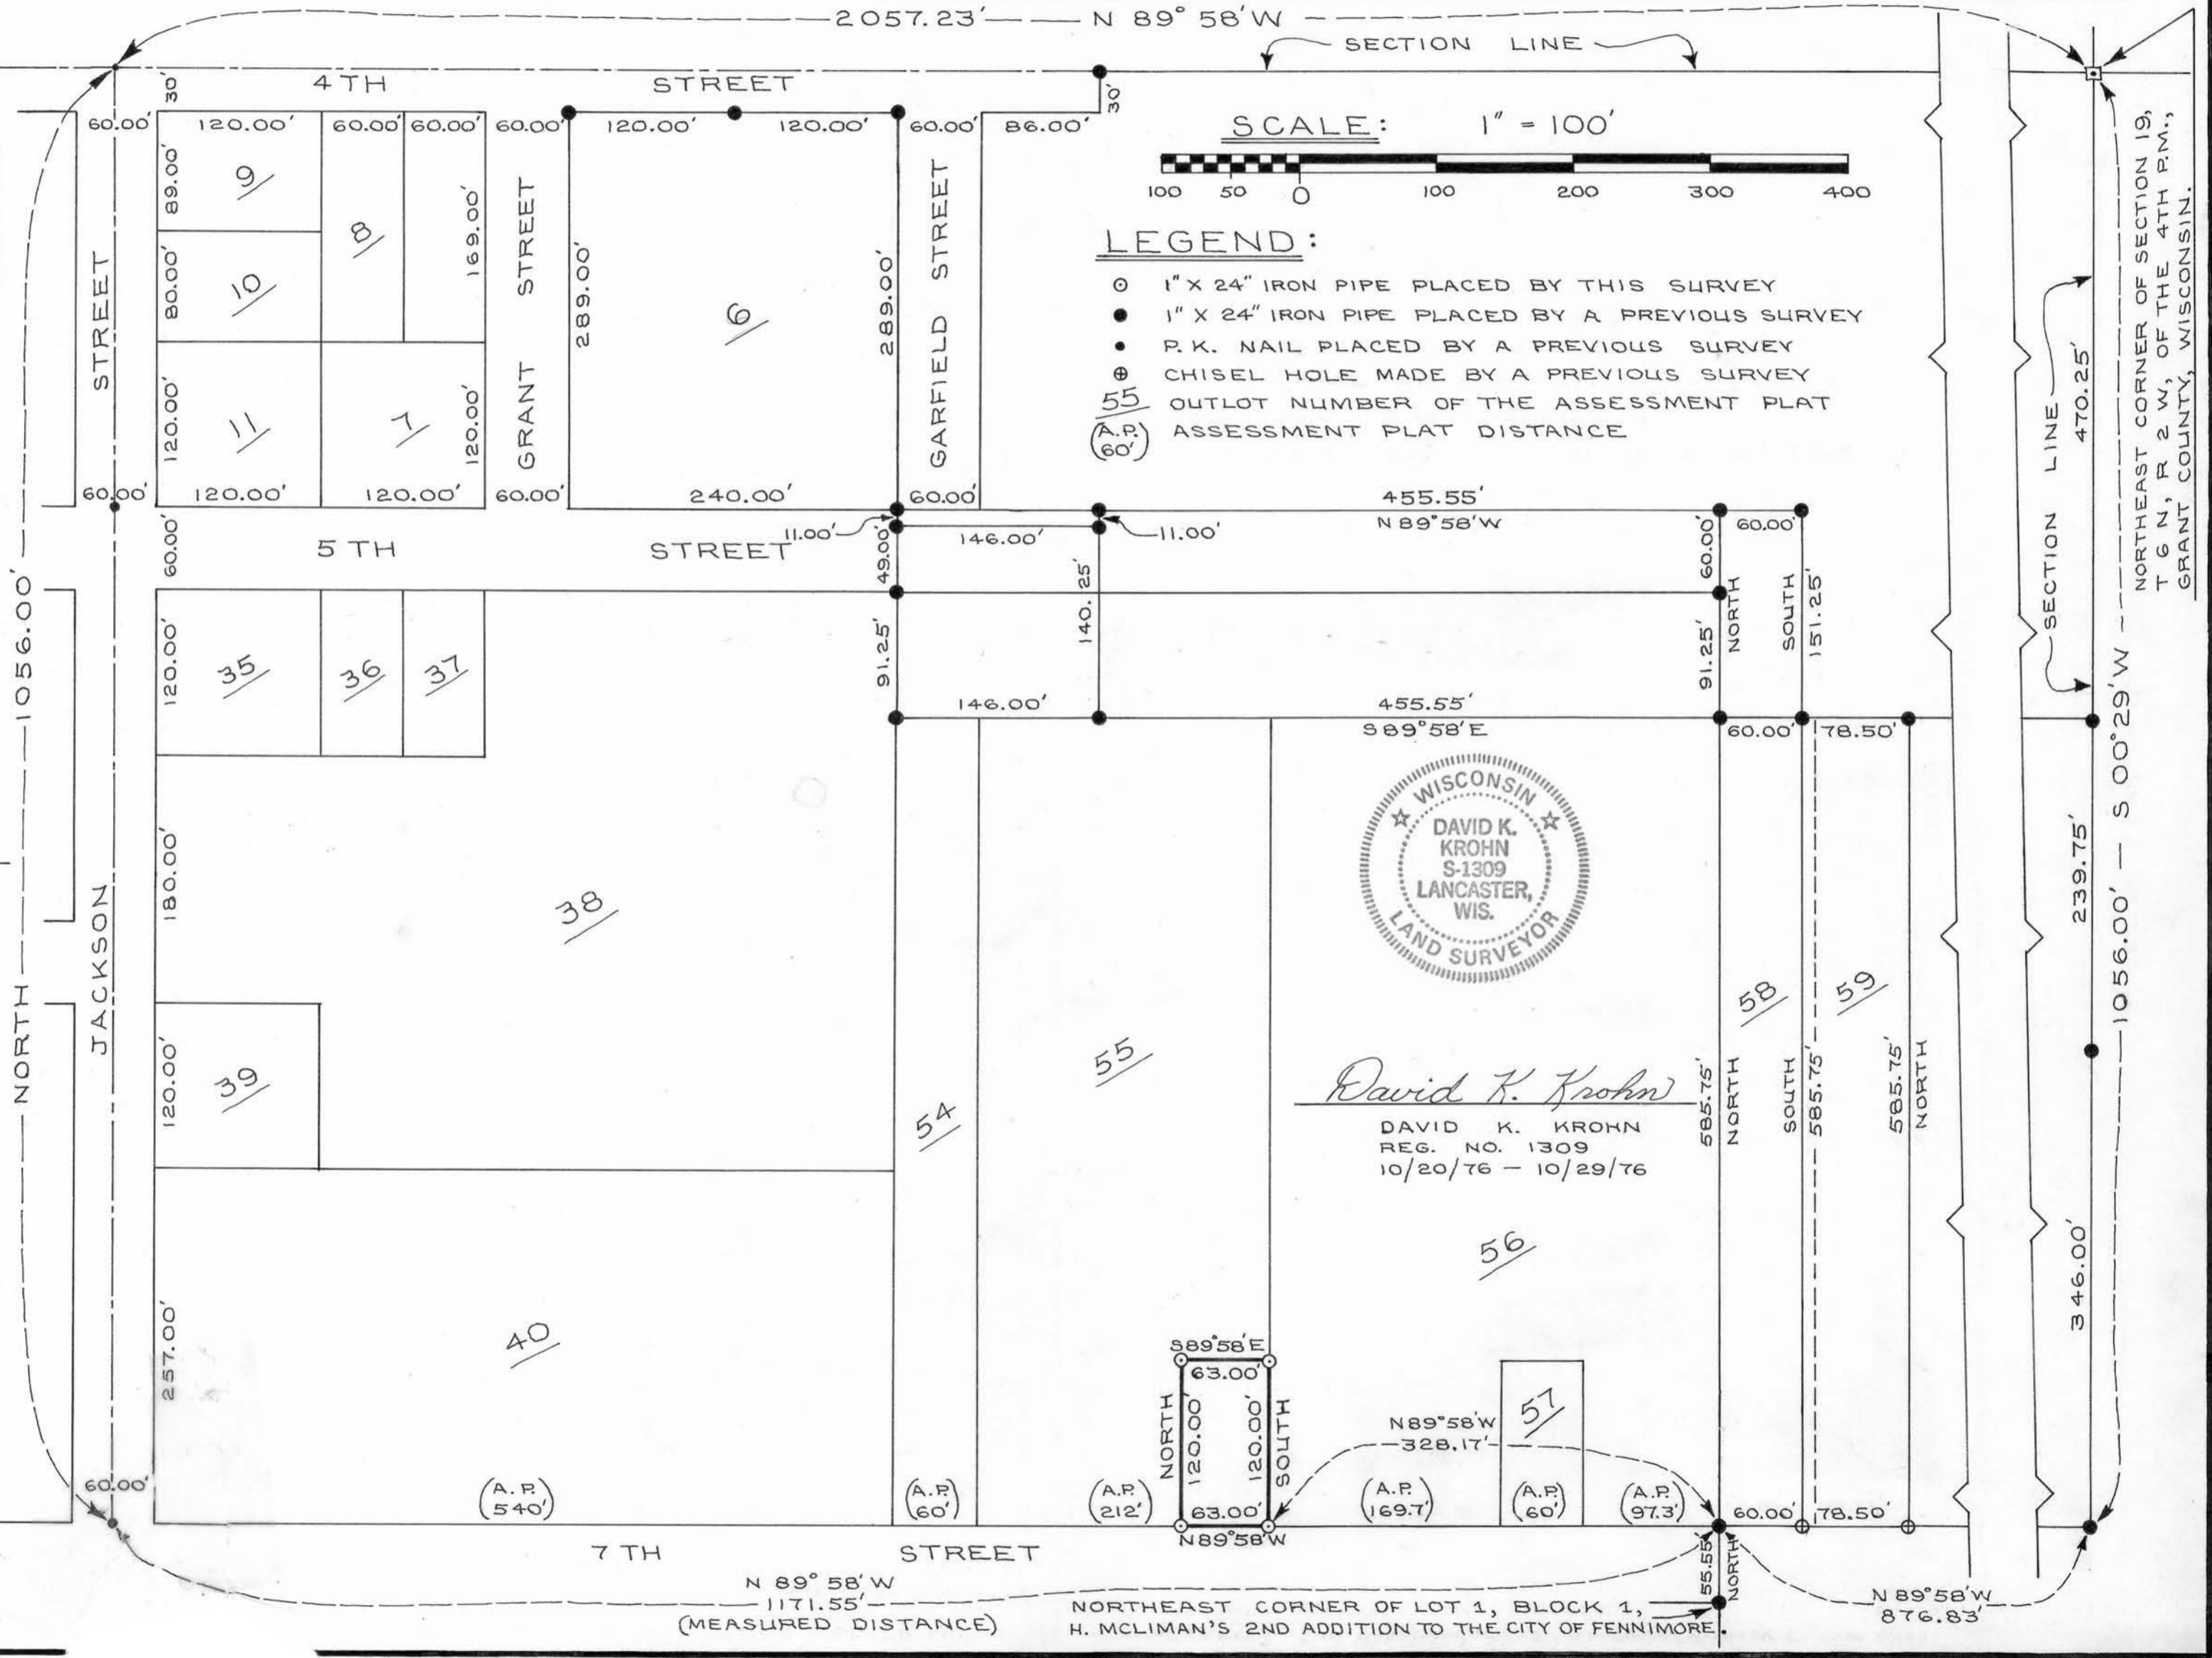 2057.23' N 89° 58' W
SECTION LINE
4TH STREET
30'
30'
60.00' 120.00' 60.00' 60.00' 60.00' 120.00' 120.00' 60.00' 86.00'
SCALE: 1" = 100'
100 50 0 100 200 300 400
LEGEND:
1" X 24" IRON PIPE PLACED BY THIS SURVEY
1" X 24" IRON PIPE PLACED BY A PREVIOUS SURVEY
P. K. NAIL PLACED BY A PREVIOUS SURVEY
CHISEL HOLE MADE BY A PREVIOUS SURVEY
55 OUTLOT NUMBER OF THE ASSESSMENT PLAT
(A.P. 60') ASSESSMENT PLAT DISTANCE
NORTHEAST CORNER OF SECTION 19,
T 6 N, R 2 W, OF THE 4TH P.M.,
GRANT COUNTY, WISCONSIN.
89.00'
9
8
169.00'
80.00'
10
120.00'
11
7
120.00'
GRANT STREET
289.00'
6
289.00'
GARFIELD STREET
JACKSON STREET
NORTH 1056.00'
60.00' 120.00' 120.00' 60.00' 240.00' 60.00' 455.55'
N 89° 58' W
60.00'
5TH STREET
11.00'
146.00'
11.00'
49.00'
60.00'
60.00'
140.25'
91.25'
91.25'
NORTH
SOUTH
151.25'
SECTION LINE
470.25'
120.00'
35
36
37
146.00' 455.55'
S 89° 58' E
60.00' 78.50'
WISCONSIN
DAVID K.
KROHN
S-1309
LANCASTER,
WIS.
LAND SURVEYOR
180.00'
38
239.75'
1056.00' S 00° 29' W
58
59
120.00'
39
54
55
David K. Krohn
DAVID K. KROHN
REG. NO. 1309
10/20/76 – 10/29/76
585.75'
NORTH
SOUTH
585.75'
585.75'
NORTH
56
346.00'
257.00'
40
S 89° 58' E
63.00'
NORTH
120.00'
120.00'
SOUTH
57
N 89° 58' W
328.17'
60.00'
(A.P. 540')
(A.P. 60')
(A.P. 212')
63.00'
(A.P. 169.7')
(A.P. 60')
(A.P. 97.3')
60.00' 78.50'
N 89° 58' W
7TH STREET
N 89° 58' W
1171.55'
(MEASURED DISTANCE)
55.55'
NORTH
NORTHEAST CORNER OF LOT 1, BLOCK 1,
H. MCLIMAN'S 2ND ADDITION TO THE CITY OF FENNIMORE.
N 89° 58' W
876.83'